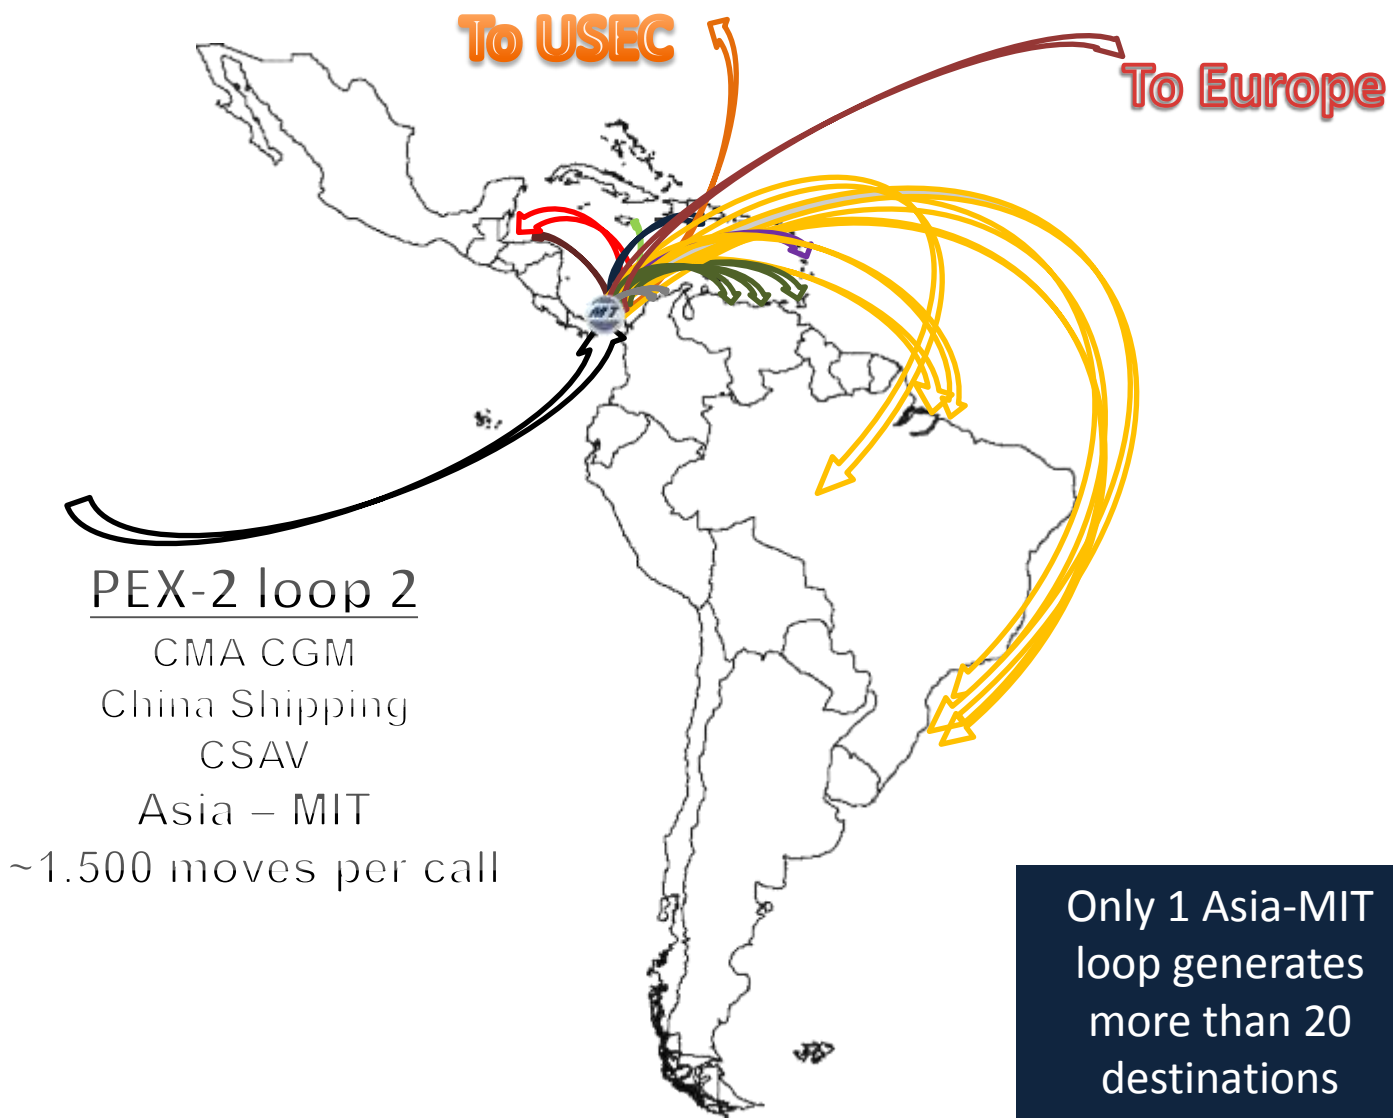 To USEC
To Europe
MIT
PEX-2 loop 2
CMA CGM
China Shipping
CSAV
Asia – MIT
~1.500 moves per call
Only 1 Asia-MIT
loop generates
more than 20
destinations